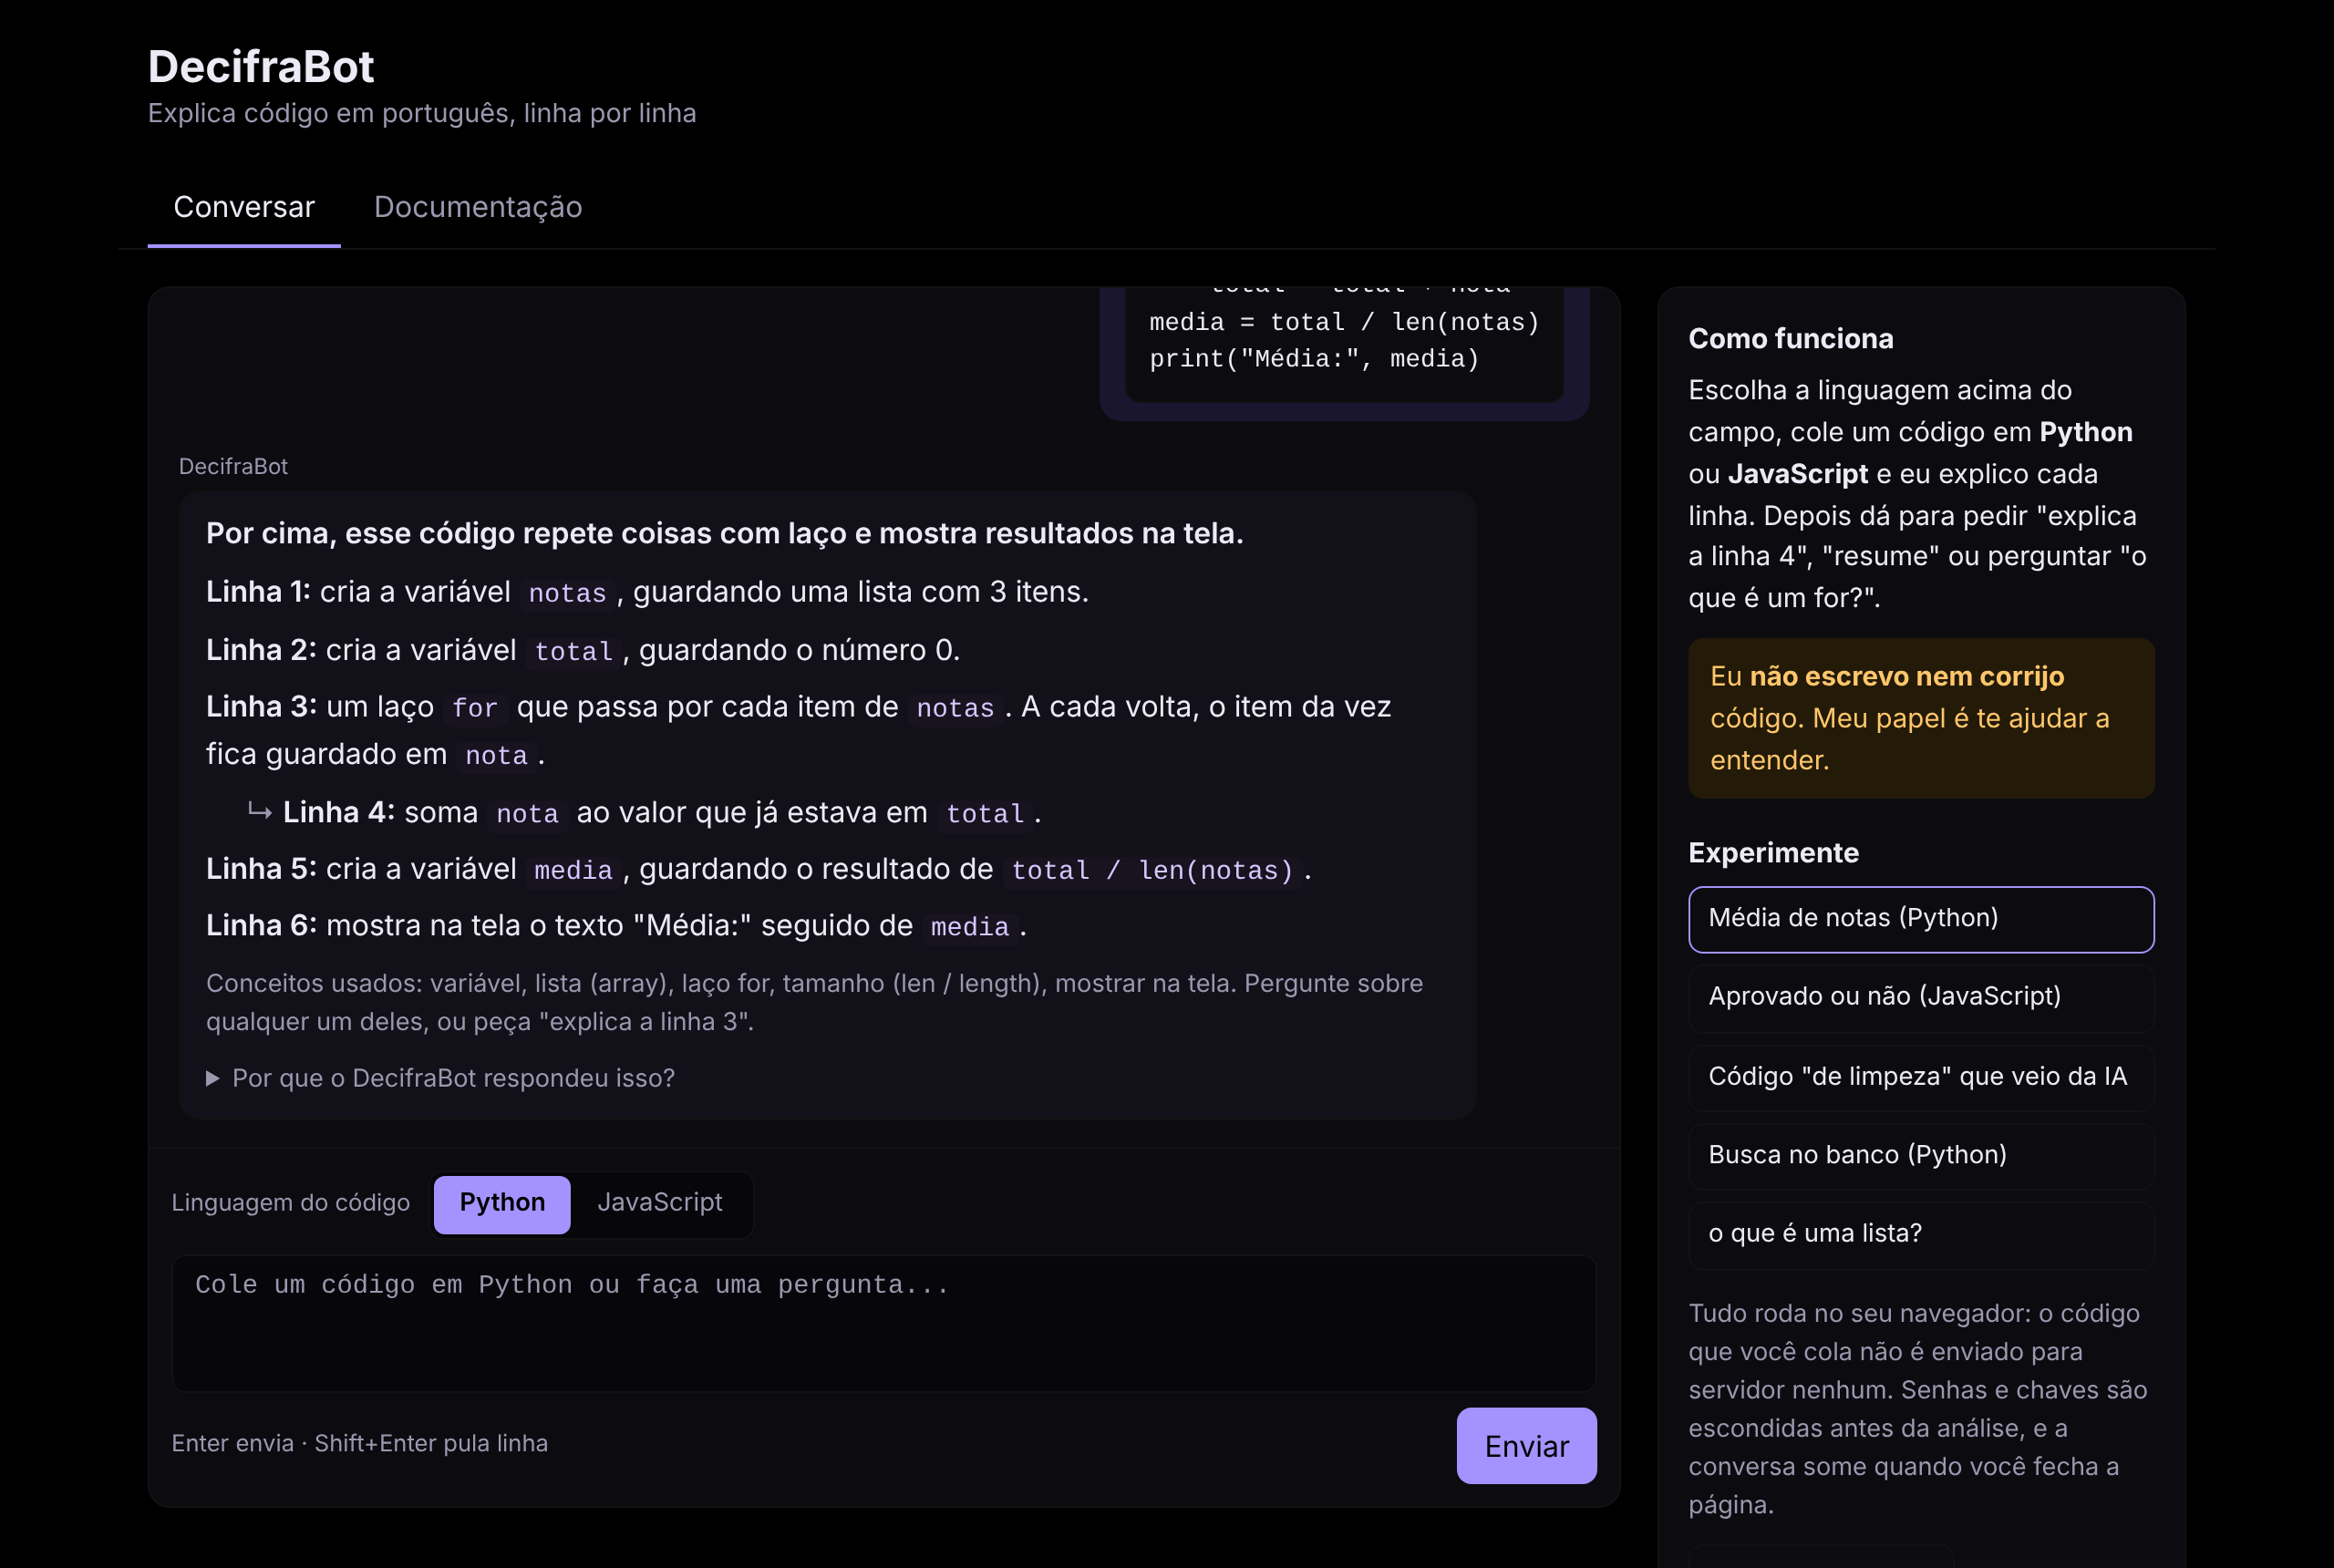 DecifraBot
Explica código em português, linha por linha
Conversar
Documentação
media = total / len(notas)
print("Média:", media)
DecifraBot
Por cima, esse código repete coisas com laço e mostra resultados na tela.
Linha 1: cria a variável notas, guardando uma lista com 3 itens.
Linha 2: cria a variável total, guardando o número 0.
Linha 3: um laço for que passa por cada item de notas. A cada volta, o item da vez
fica guardado em nota.
↳ Linha 4: soma nota ao valor que já estava em total.
Linha 5: cria a variável media, guardando o resultado de total / len(notas).
Linha 6: mostra na tela o texto "Média:" seguido de media.
Conceitos usados: variável, lista (array), laço for, tamanho (len / length), mostrar na tela. Pergunte sobre
qualquer um deles, ou peça "explica a linha 3".
▶ Por que o DecifraBot respondeu isso?
Linguagem do código
Python
JavaScript
Cole um código em Python ou faça uma pergunta...
Enter envia · Shift+Enter pula linha
Enviar
Como funciona
Escolha a linguagem acima do
campo, cole um código em Python
ou JavaScript e eu explico cada
linha. Depois dá para pedir "explica
a linha 4", "resume" ou perguntar "o
que é um for?".
Eu não escrevo nem corrijo
código. Meu papel é te ajudar a
entender.
Experimente
Média de notas (Python)
Aprovado ou não (JavaScript)
Código "de limpeza" que veio da IA
Busca no banco (Python)
o que é uma lista?
Tudo roda no seu navegador: o código
que você cola não é enviado para
servidor nenhum. Senhas e chaves são
escondidas antes da análise, e a
conversa some quando você fecha a
página.